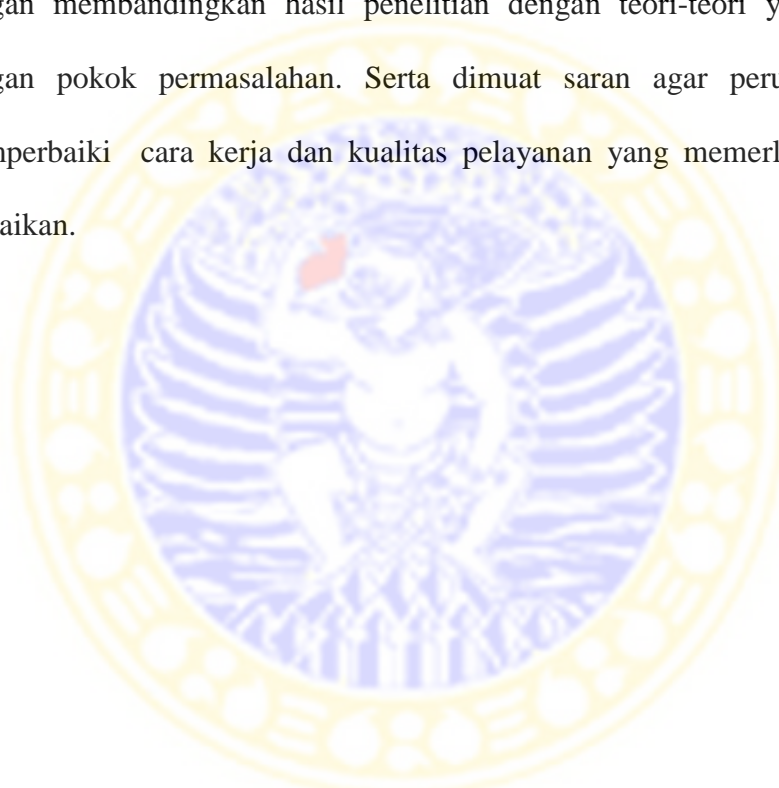 gan membandingkan hasil penelitian dengan teori-teori y
gan pokok permasalahan. Serta dimuat saran agar peru
nperbaiki cara kerja dan kualitas pelayanan yang memerl
aikan.